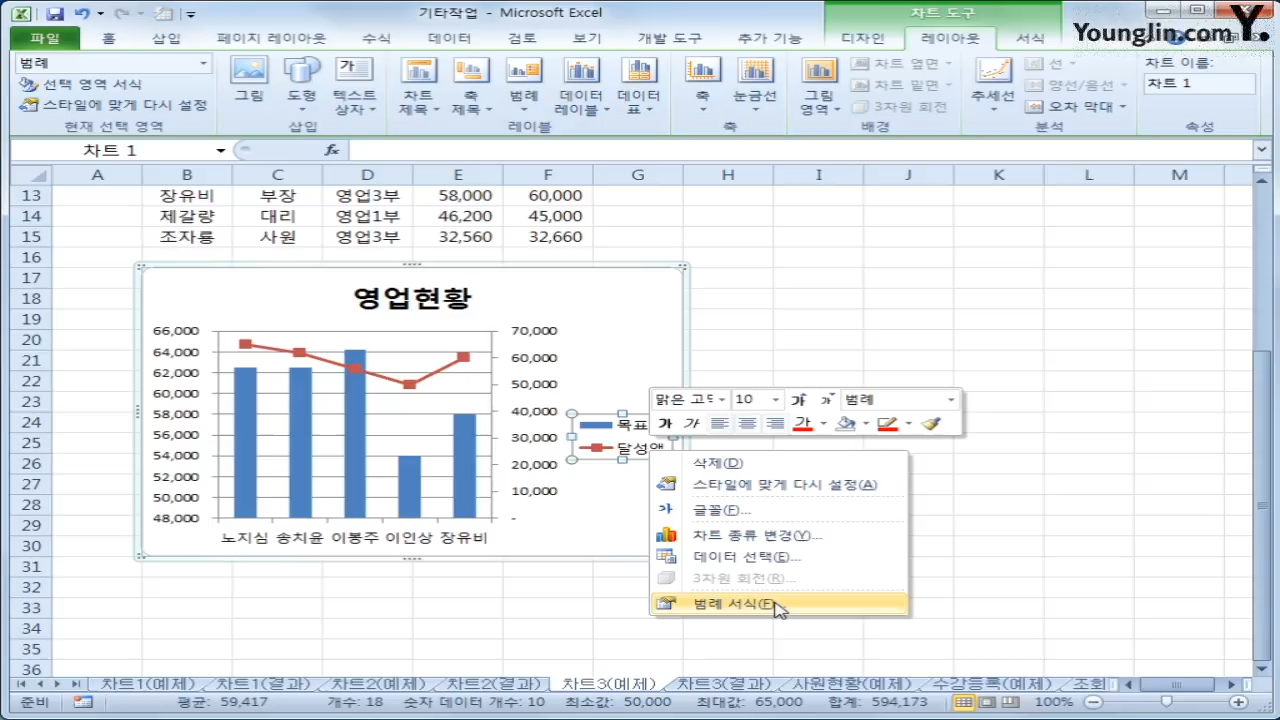 기타작업 - Microsoft Excel
차트 도구
Younglin.com Y.
파일 홈 삽입 페이지 레이아웃 수식 데이터 검토 보기 개발 도구 추가 기능 디자인 레이아웃 서식
범례
선택 영역 서식
스타일에 맞게 다시 설정
현재 선택 영역
그림 도형 텍스트 상자
삽입
차트 제목 축 제목 범례 데이터 레이블 데이터 표
레이블
축 눈금선
축
그림 영역 차트 옆면 차트 밑면 3차원 회전
배경
추세선 선 양선/음선 오차 막대
분석
차트 이름:
차트 1
속성
차트 1 fx
A B C D E F G H I J K L M
13 장유비 부장 영업3부 58,000 60,000
14 제갈량 대리 영업1부 46,200 45,000
15 조자룡 사원 영업3부 32,560 32,660
16
17
18
19
20
21
22
23
24
25
26
27
28
29
30
31
32
33
34
35
36
영업현황
66,000
64,000
62,000
60,000
58,000
56,000
54,000
52,000
50,000
48,000
70,000
60,000
50,000
40,000
30,000
20,000
10,000
-
노지심 송치윤 이봉주 이인상 장유비
목표
달성액
맑은 고딕 10 가 가 범례
가 가 가
삭제(D)
스타일에 맞게 다시 설정(A)
가 글꼴(F)...
차트 종류 변경(Y)...
데이터 선택(E)...
3차원 회전(R)...
범례 서식(F)
차트1(예제) 차트1(결과) 차트2(예제) 차트2(결과) 차트3(예제) 차트3(결과) 사원현황(예제) 수강등록(예제) 조회
준비 평균: 59,417 개수: 18 숫자 데이터 개수: 10 최소값: 50,000 최대값: 65,000 합계: 594,173 100%